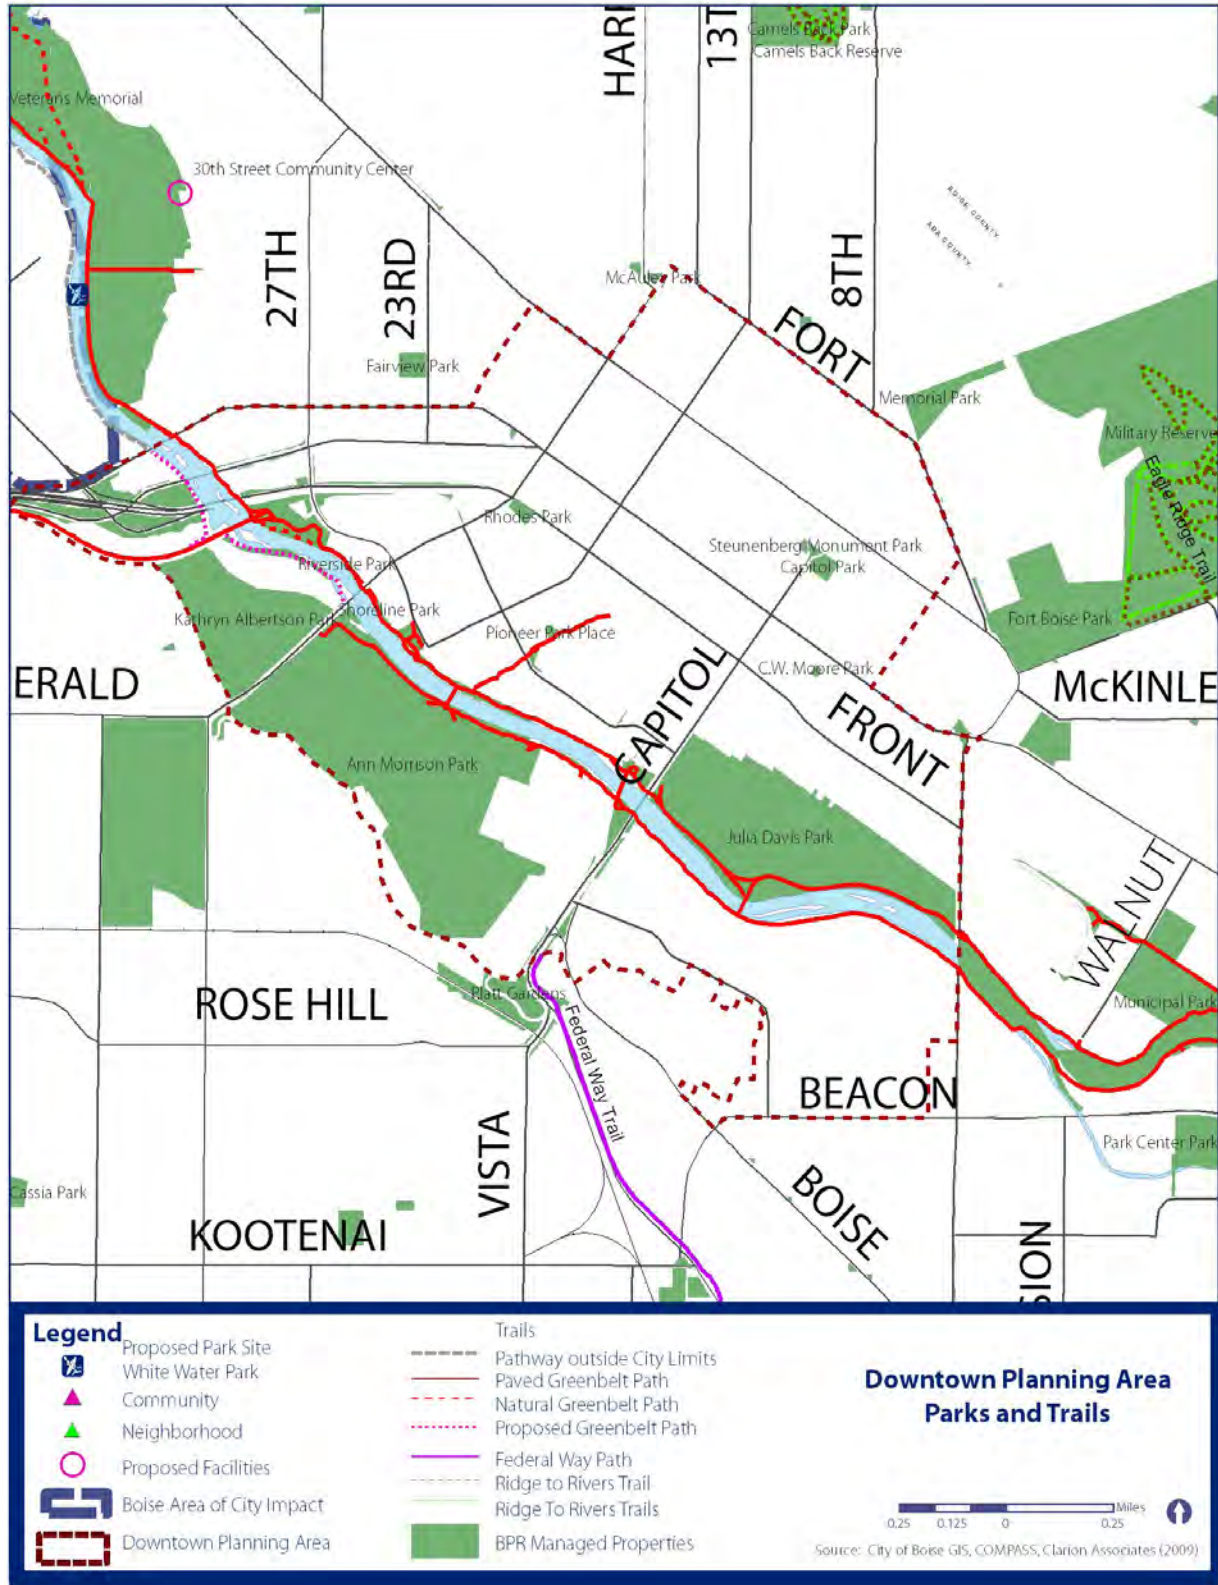 HARI
13T
Camels Back Park
Camels Back Reserve
Veterans Memorial
30th Street Community Center
27TH
23RD
8TH
ADA COUNTY
McAuley Park
FORT
Fairview Park
Memorial Park
Military Reserve
Eagle Ridge Trail
Rhodes Park
Steunenberg Monument Park
Capitol Park
Riverside Park
Kathryn Albertson Park
Shoreline Park
Pioneer Park Place
Fort Boise Park
C.W. Moore Park
ERALD
McKINLE
CAPITOL
FRONT
Ann Morrison Park
Julia Davis Park
WALNUT
Platt Gardens
Municipal Park
ROSE HILL
Federal Way Trail
BEACON
VISTA
Park Center Park
Cassia Park
BOISE
KOOTENAI
SION
Legend
Proposed Park Site
White Water Park
Community
Neighborhood
Proposed Facilities
Boise Area of City Impact
Downtown Planning Area
Trails
Pathway outside City Limits
Paved Greenbelt Path
Natural Greenbelt Path
Proposed Greenbelt Path
Federal Way Path
Ridge to Rivers Trail
Ridge To Rivers Trails
BPR Managed Properties
Downtown Planning Area
Parks and Trails
Miles
0.25 0.125 0 0.25
Source: City of Boise GIS, COMPASS, Clarion Associates (2009)